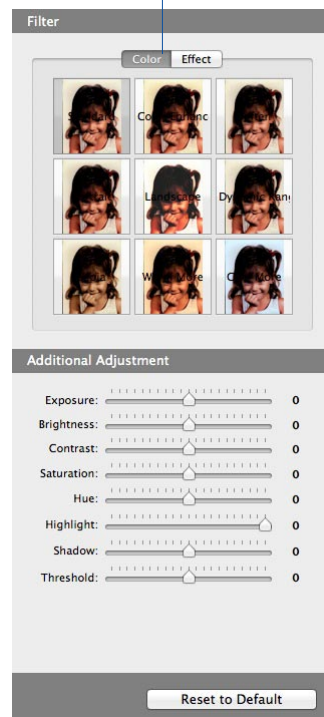 Filter
Color Effect
Landscape
Additional Adjustment
Exposure: 0
Brightness: 0
Contrast: 0
Saturation: 0
Hue: 0
Highlight: 0
Shadow: 0
Threshold: 0
Reset to Default